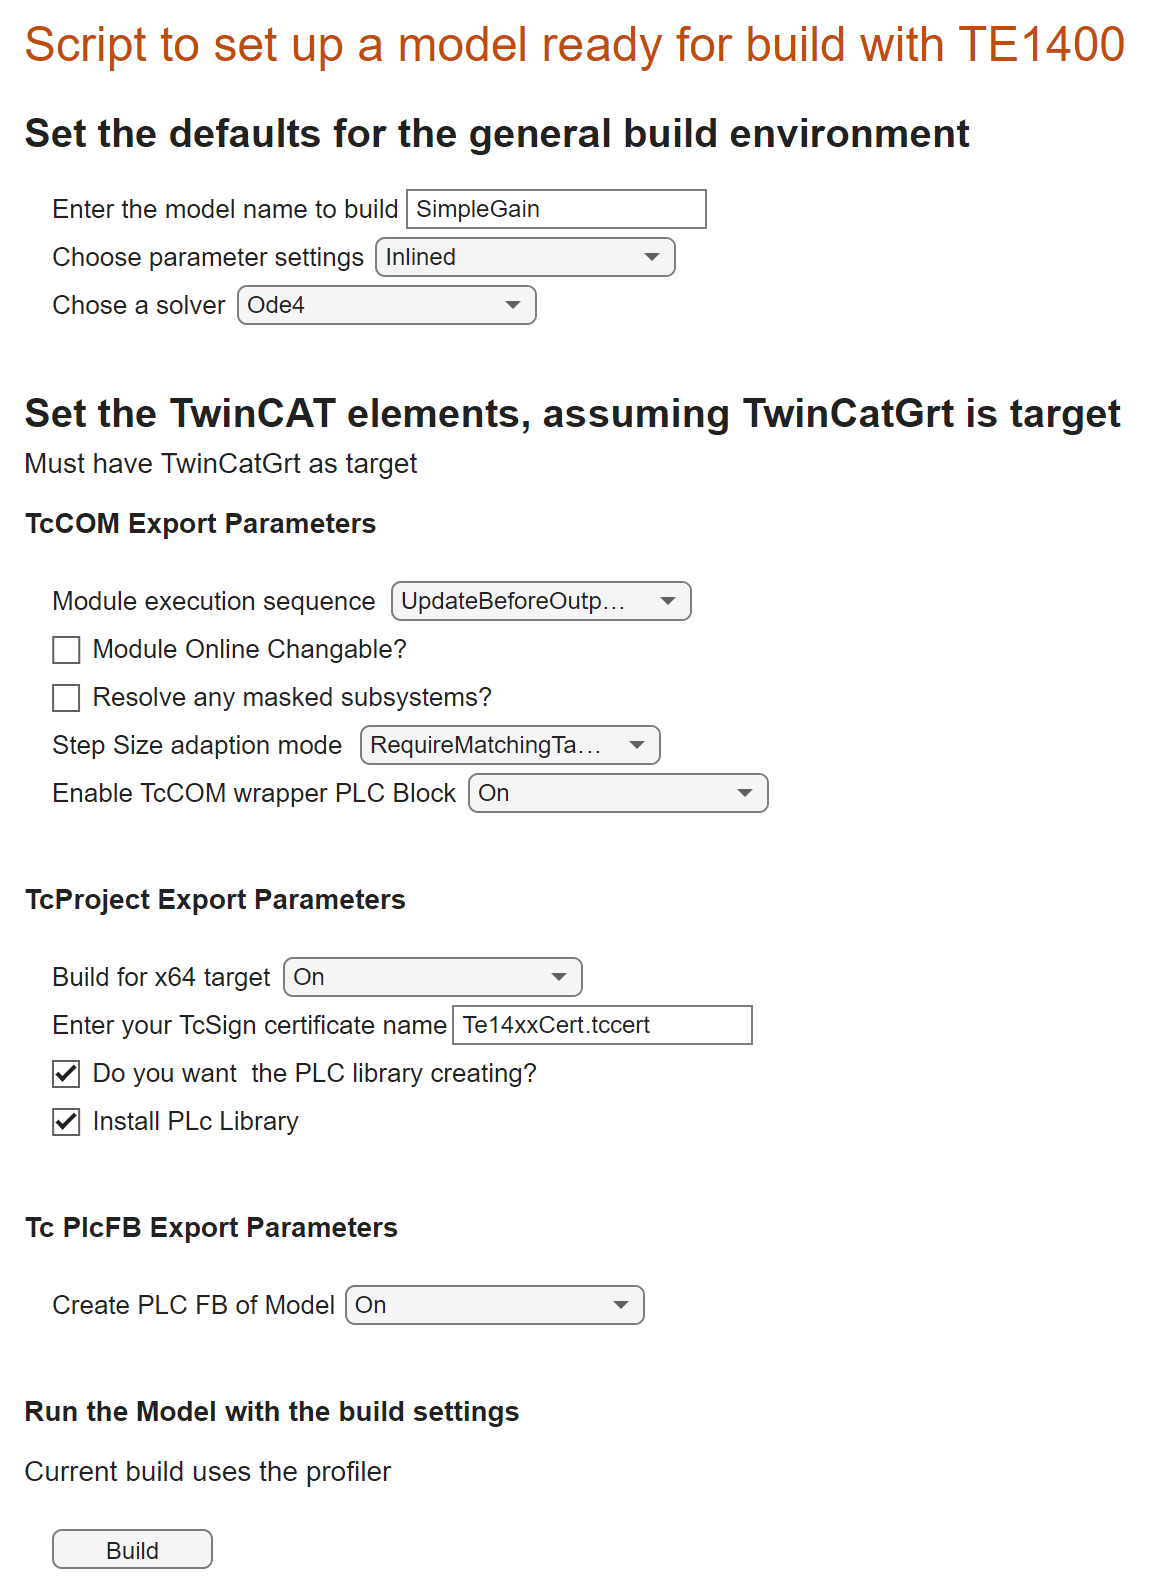 Script to set up a model ready for build with TE1400
Set the defaults for the general build environment
Enter the model name to build SimpleGain
Choose parameter settings Inlined
Chose a solver Ode4
Set the TwinCAT elements, assuming TwinCatGrt is target
Must have TwinCatGrt as target
TcCOM Export Parameters
Module execution sequence UpdateBeforeOutp...
Module Online Changable?
Resolve any masked subsystems?
Step Size adaption mode RequireMatchingTa...
Enable TcCOM wrapper PLC Block On
TcProject Export Parameters
Build for x64 target On
Enter your TcSign certificate name Te14xxCert.tccert
Do you want  the PLC library creating?
Install PLc Library
Tc PlcFB Export Parameters
Create PLC FB of Model On
Run the Model with the build settings
Current build uses the profiler
Build